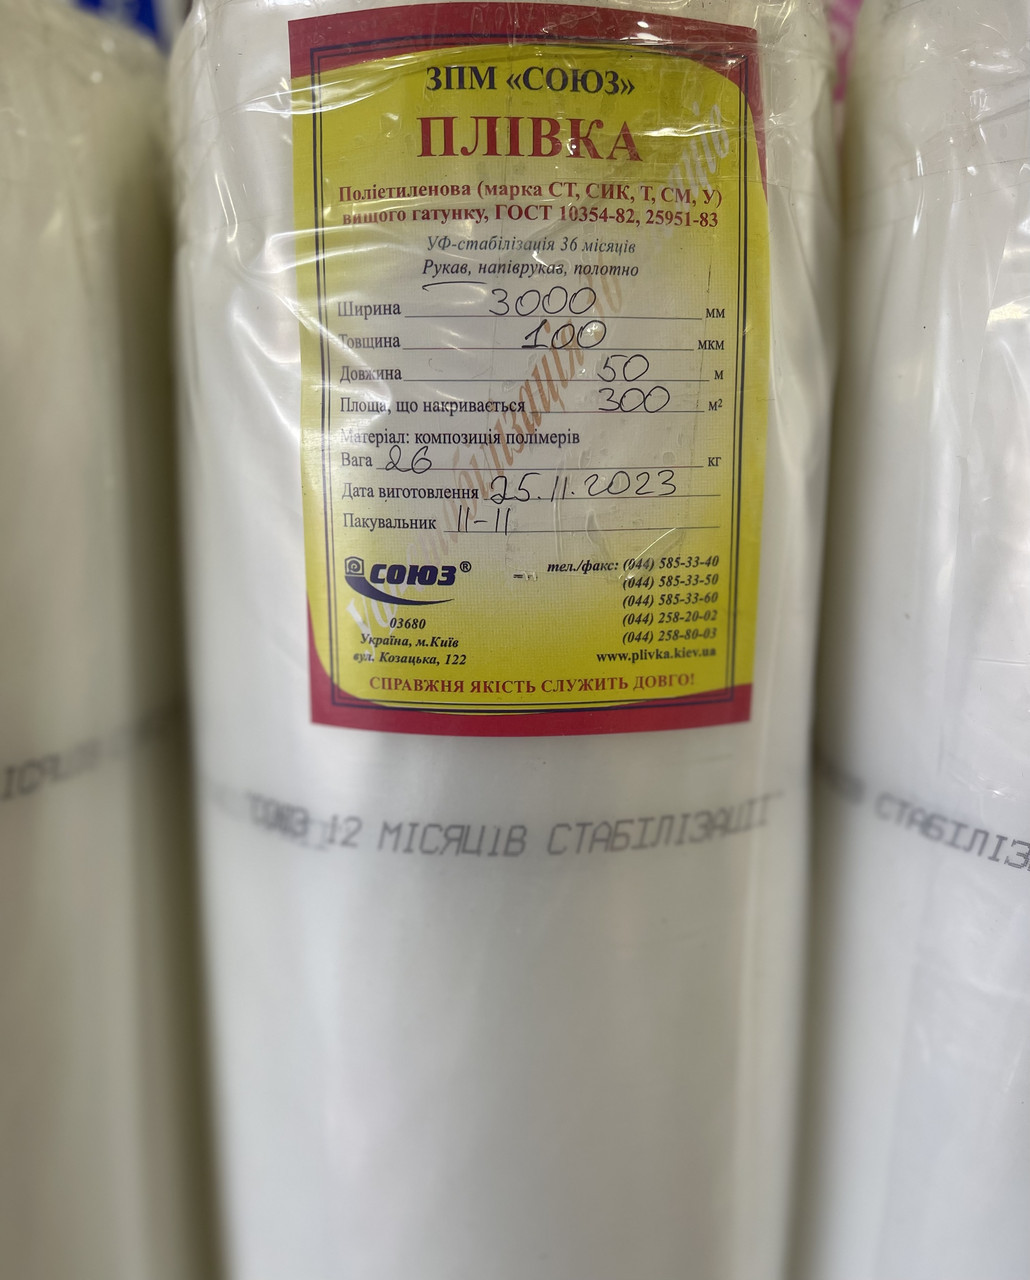 ЗПМ «СОЮЗ»
ПЛІВКА
Поліетиленова (марка СТ, СИК, Т, СМ, У)
вищого гатунку, ГОСТ 10354-82, 25951-83
УФ-стабілізація 36 місяців
Рукав, напіврукав, полотно
Ширина 3000 мм
Товщина 100 мкм
Довжина 50 м
Площа, що накривається 300 м²
Матеріал: композиція полімерів
Вага 26 кг
Дата виготовлення 25.11.2023
Пакувальник 11-11
СОЮЗ®
03680
Україна, м.Київ
вул. Козацька, 122
тел./факс: (044) 585-33-40
(044) 585-33-50
(044) 585-33-60
(044) 258-20-02
(044) 258-80-03
www.plivka.kiev.ua
СПРАВЖНЯ ЯКІСТЬ СЛУЖИТЬ ДОВГО!
СОЮЗ 12 МІСЯЦІВ СТАБІЛІЗАЦІЇ